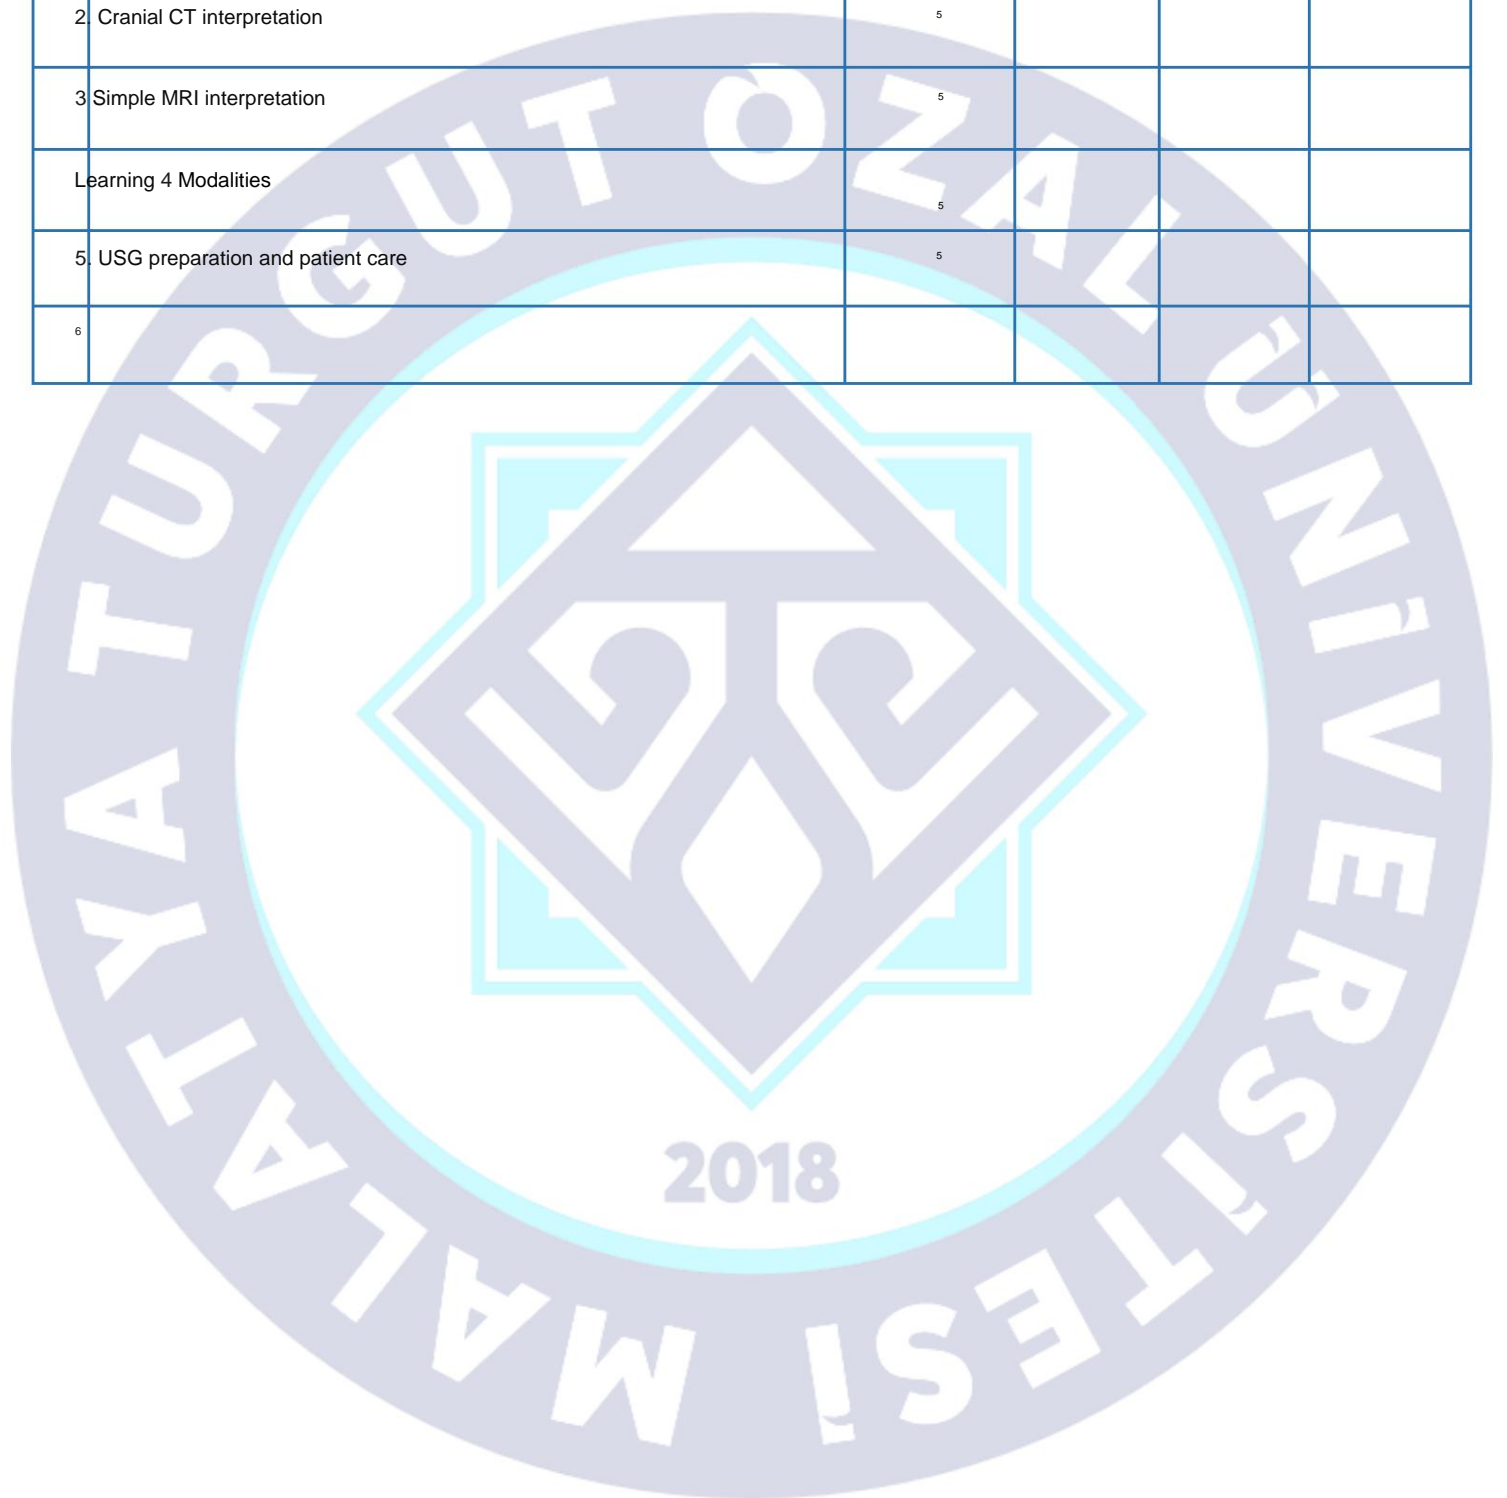 2. Cranial CT interpretation 5
3 Simple MRI interpretation 5
Learning 4 Modalities 5
5. USG preparation and patient care 5
6
MALATYA TURGUT ÖZAL ÜNİVERSİTESİ
2018